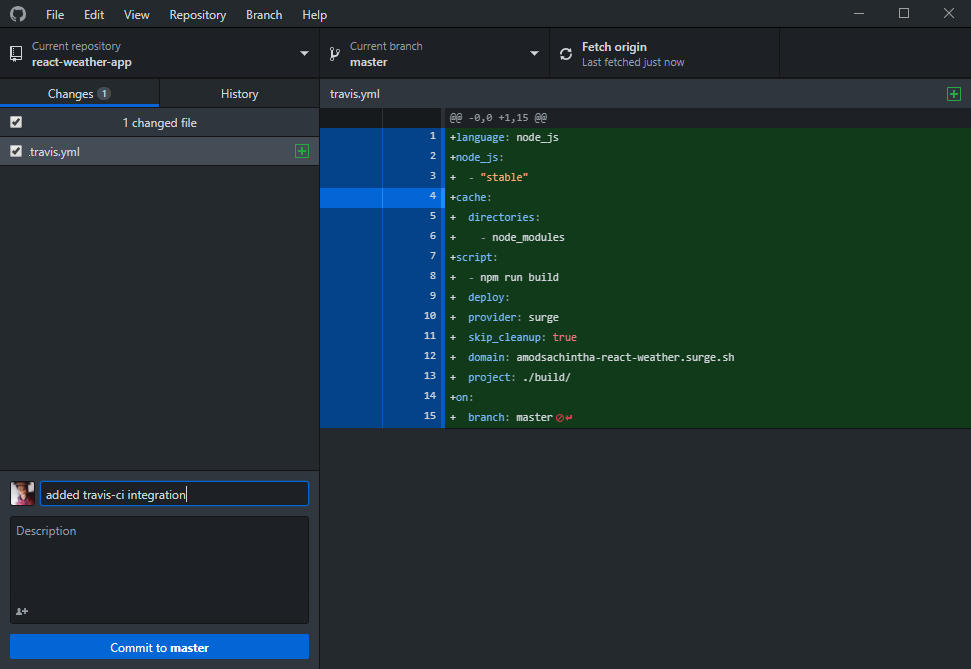 File Edit View Repository Branch Help
Current repository
react-weather-app
Current branch
master
Fetch origin
Last fetched just now
Changes 1
History
1 changed file
.travis.yml
travis.yml
@@ -0,0 +1,15 @@
1 +language: node_js
2 +node_js:
3 +  - "stable"
4 +cache:
5 +  directories:
6 +    - node_modules
7 +script:
8 +  - npm run build
9 +  deploy:
10 +  provider: surge
11 +  skip_cleanup: true
12 +  domain: amodsachintha-react-weather.surge.sh
13 +  project: ./build/
14 +on:
15 +  branch: master
added travis-ci integration
Description
Commit to master